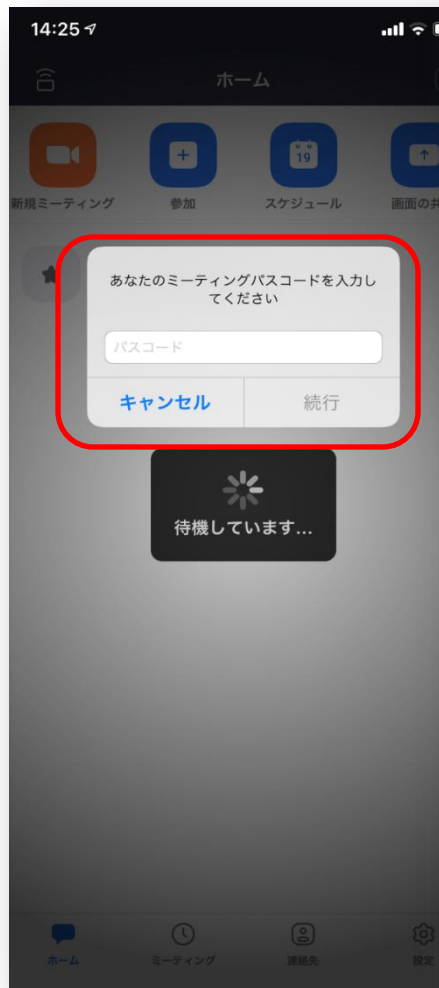 14:25
ホーム
新規ミーティング
参加
19
スケジュール
画面の共
あなたのミーティングパスコードを入力し
てください
パスコード
キャンセル
続行
待機しています...
ホーム
ミーティング
連絡先
設定